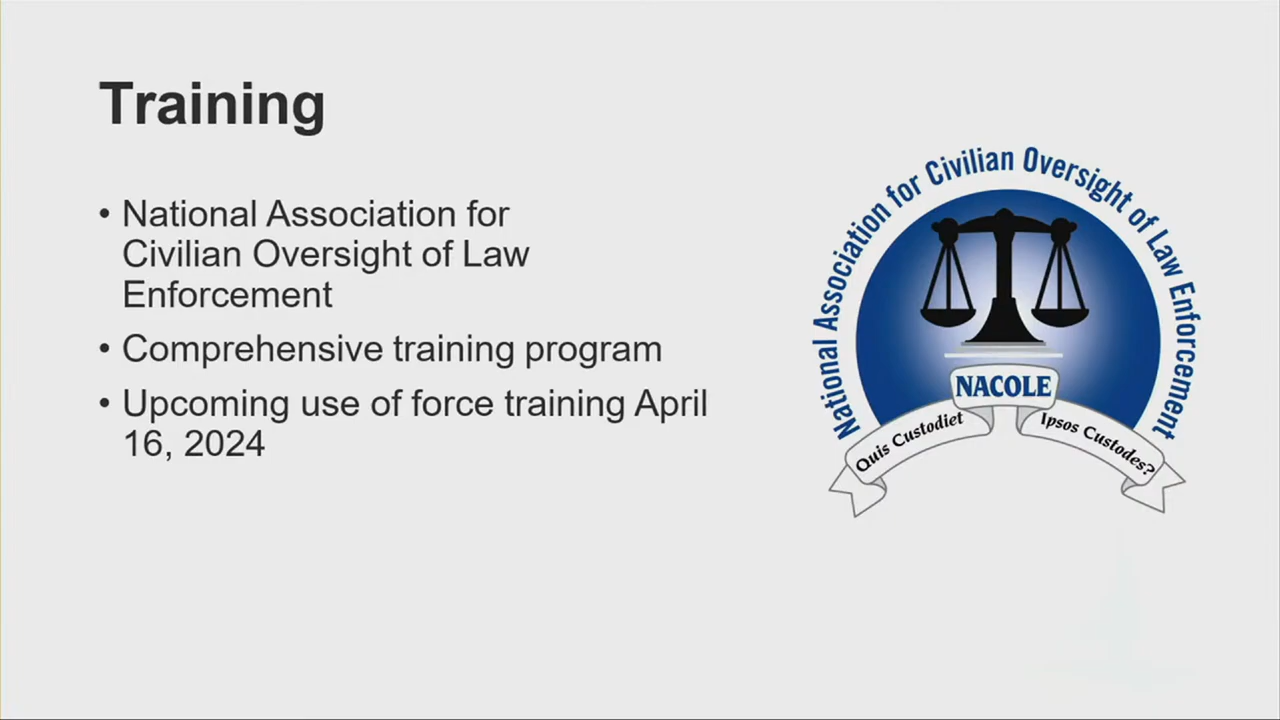 Training
• National Association for
Civilian Oversight of Law
Enforcement
• Comprehensive training program
• Upcoming use of force training April
16, 2024
National Association for Civilian Oversight of Law Enforcement
NACOLE
Quis Custodiet
Ipsos Custodes?